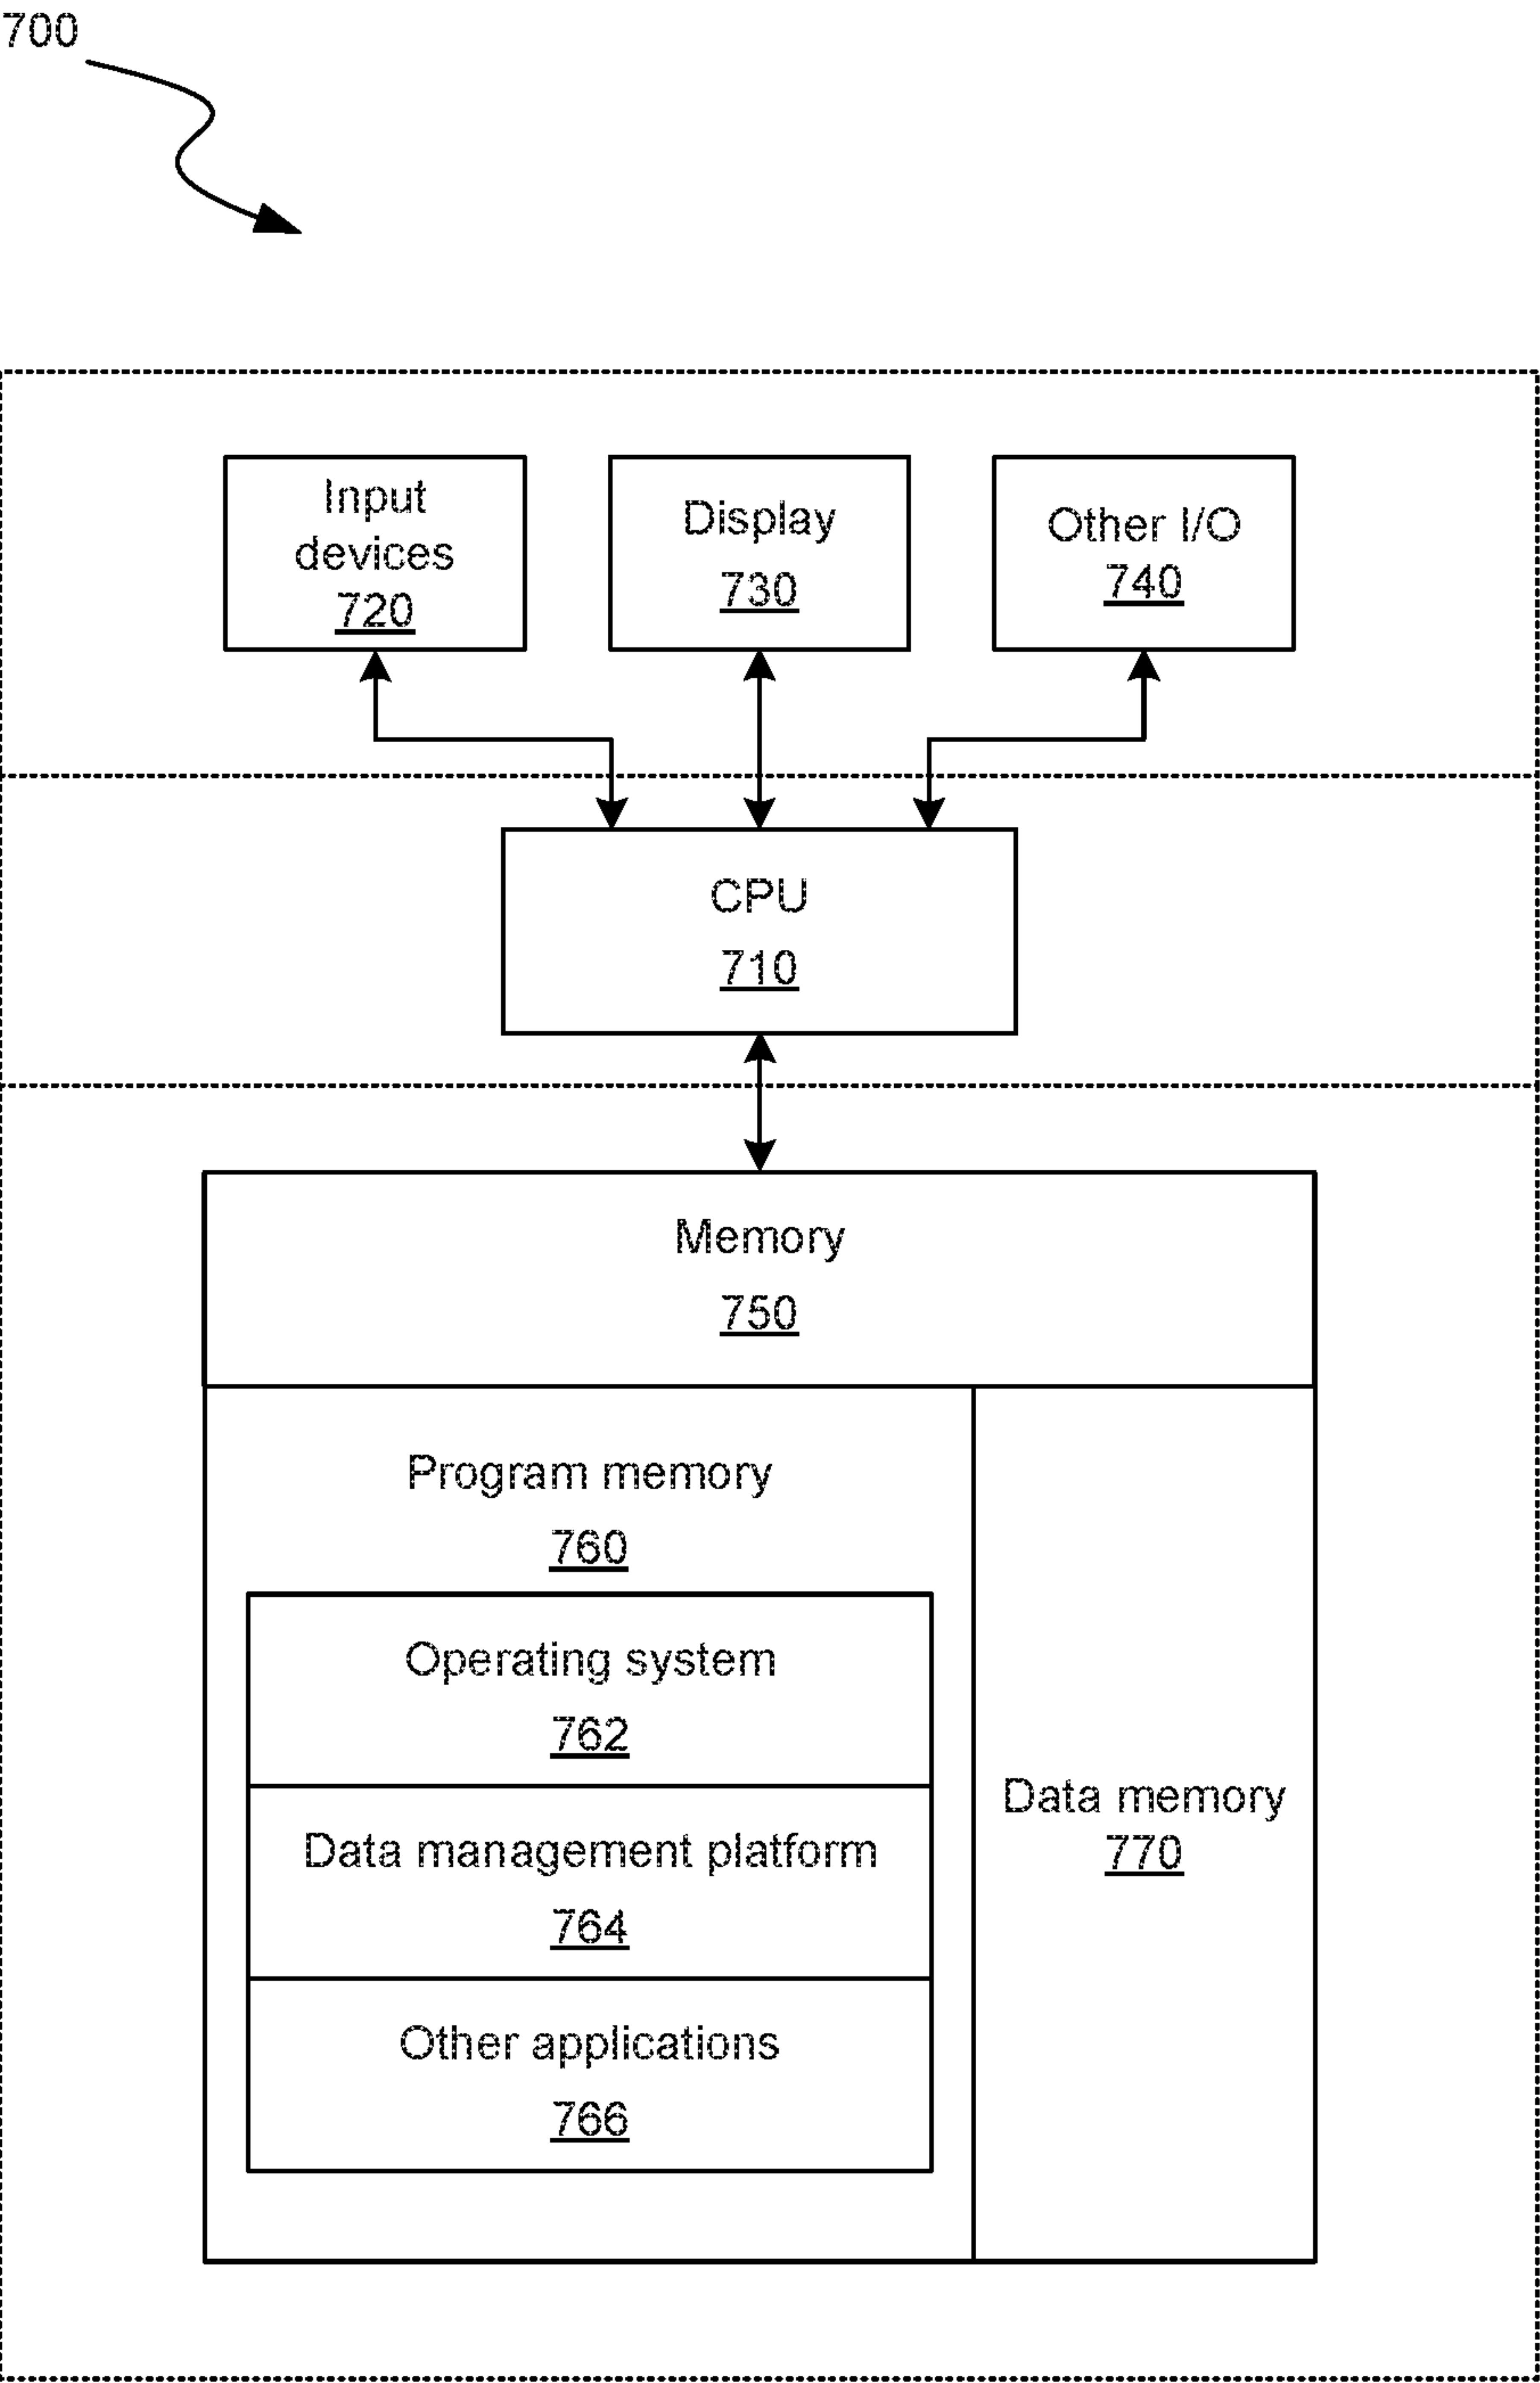 700
Input
devices
720
Display
730
Other I/O
740
CPU
710
Memory
750
Program memory
760
Operating system
762
Data management platform
764
Other applications
766
Data memory
770